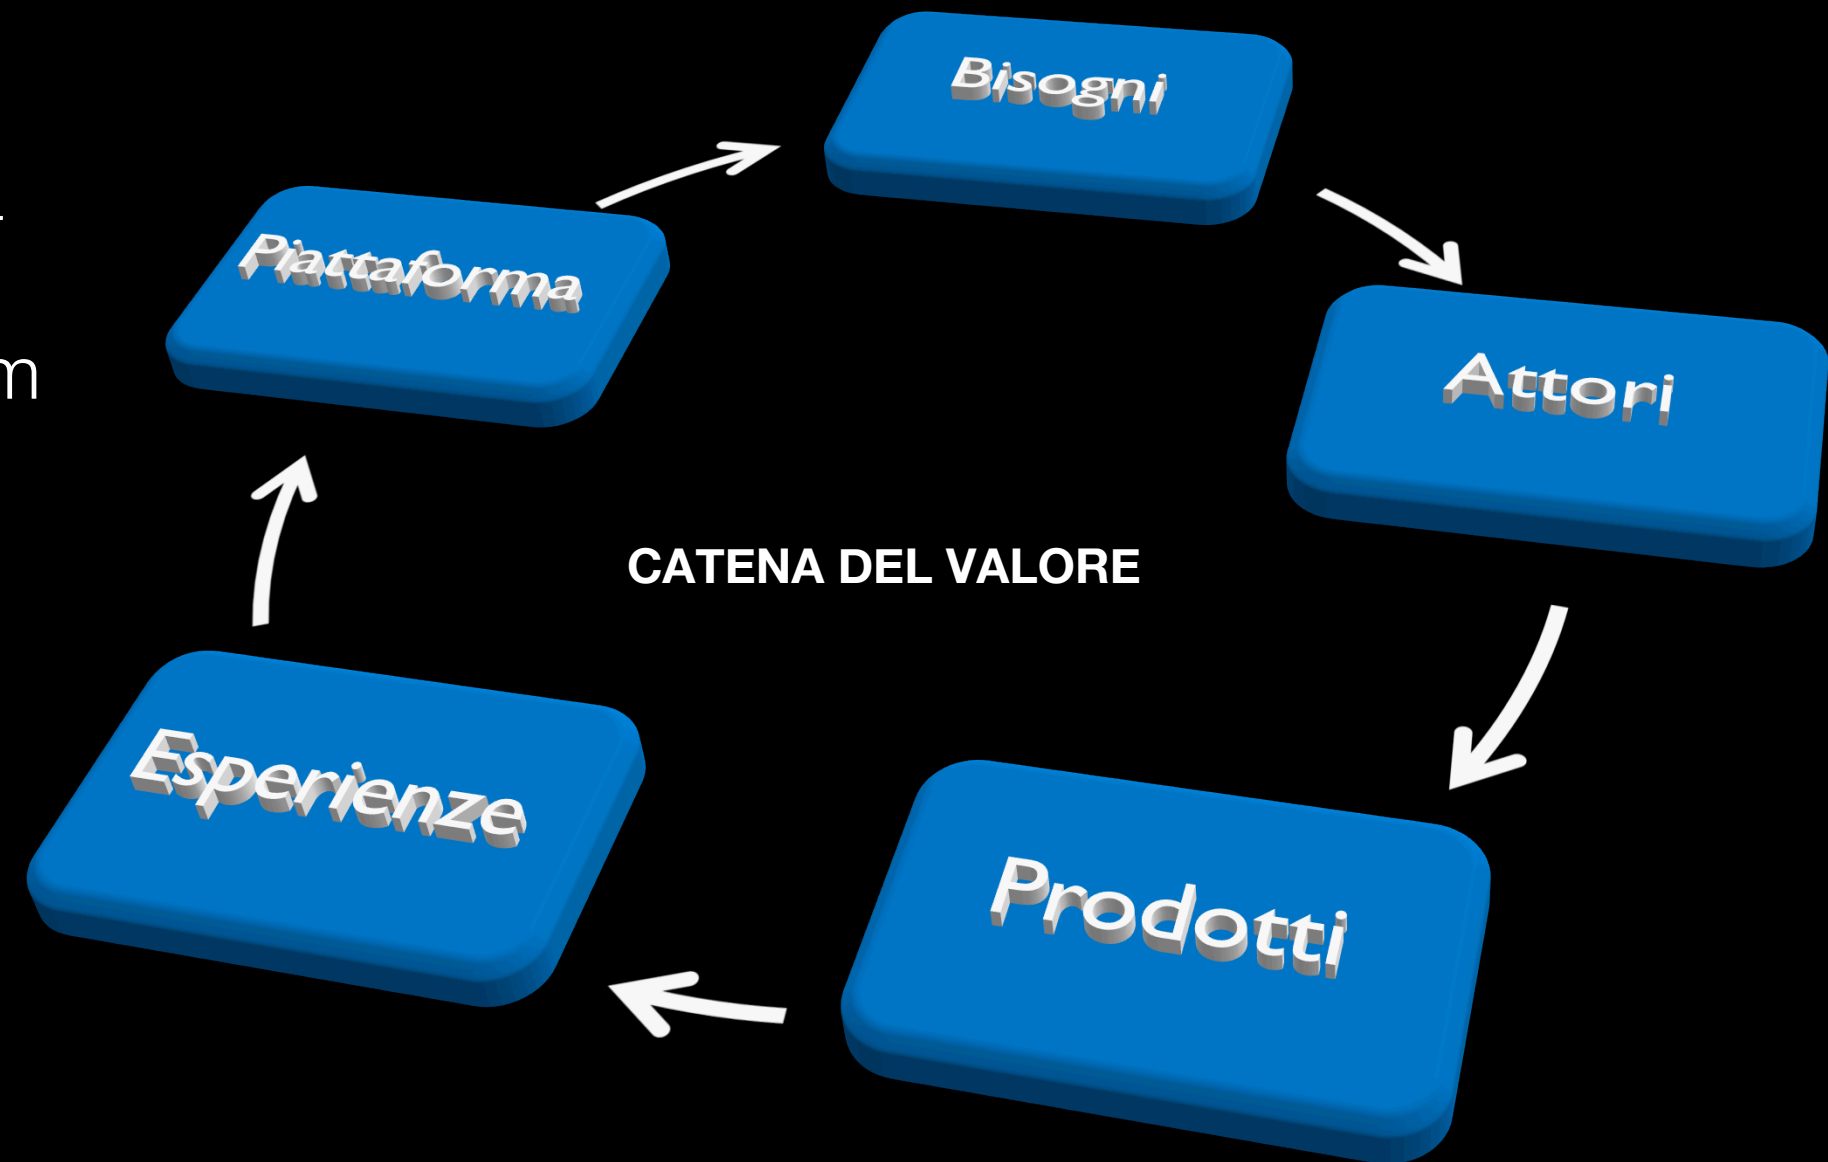 Bisogni
Piattaforma
Attori
CATENA DEL VALORE
Esperienze
Prodotti